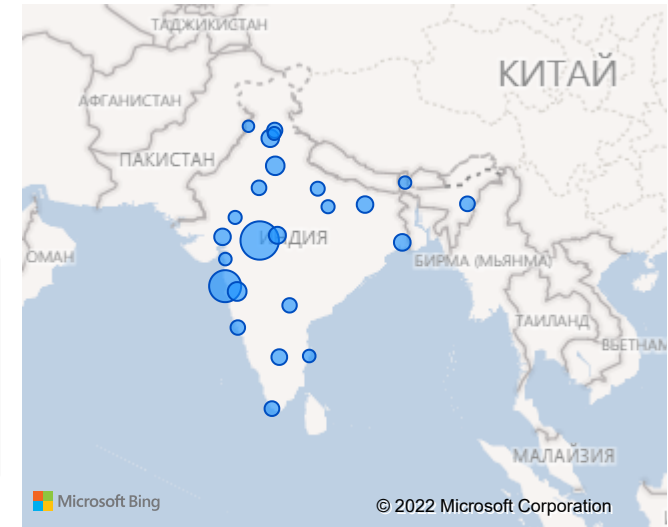 ТАДЖИКИСТАН
КИТАЙ
АФГАНИСТАН
ПАКИСТАН
ОМАН
ИНДИЯ
БИРМА (МЬЯНМА)
ТАИЛАНД
ВЬЕТНАМ
МАЛАЙЗИЯ
Microsoft Bing
© 2022 Microsoft Corporation